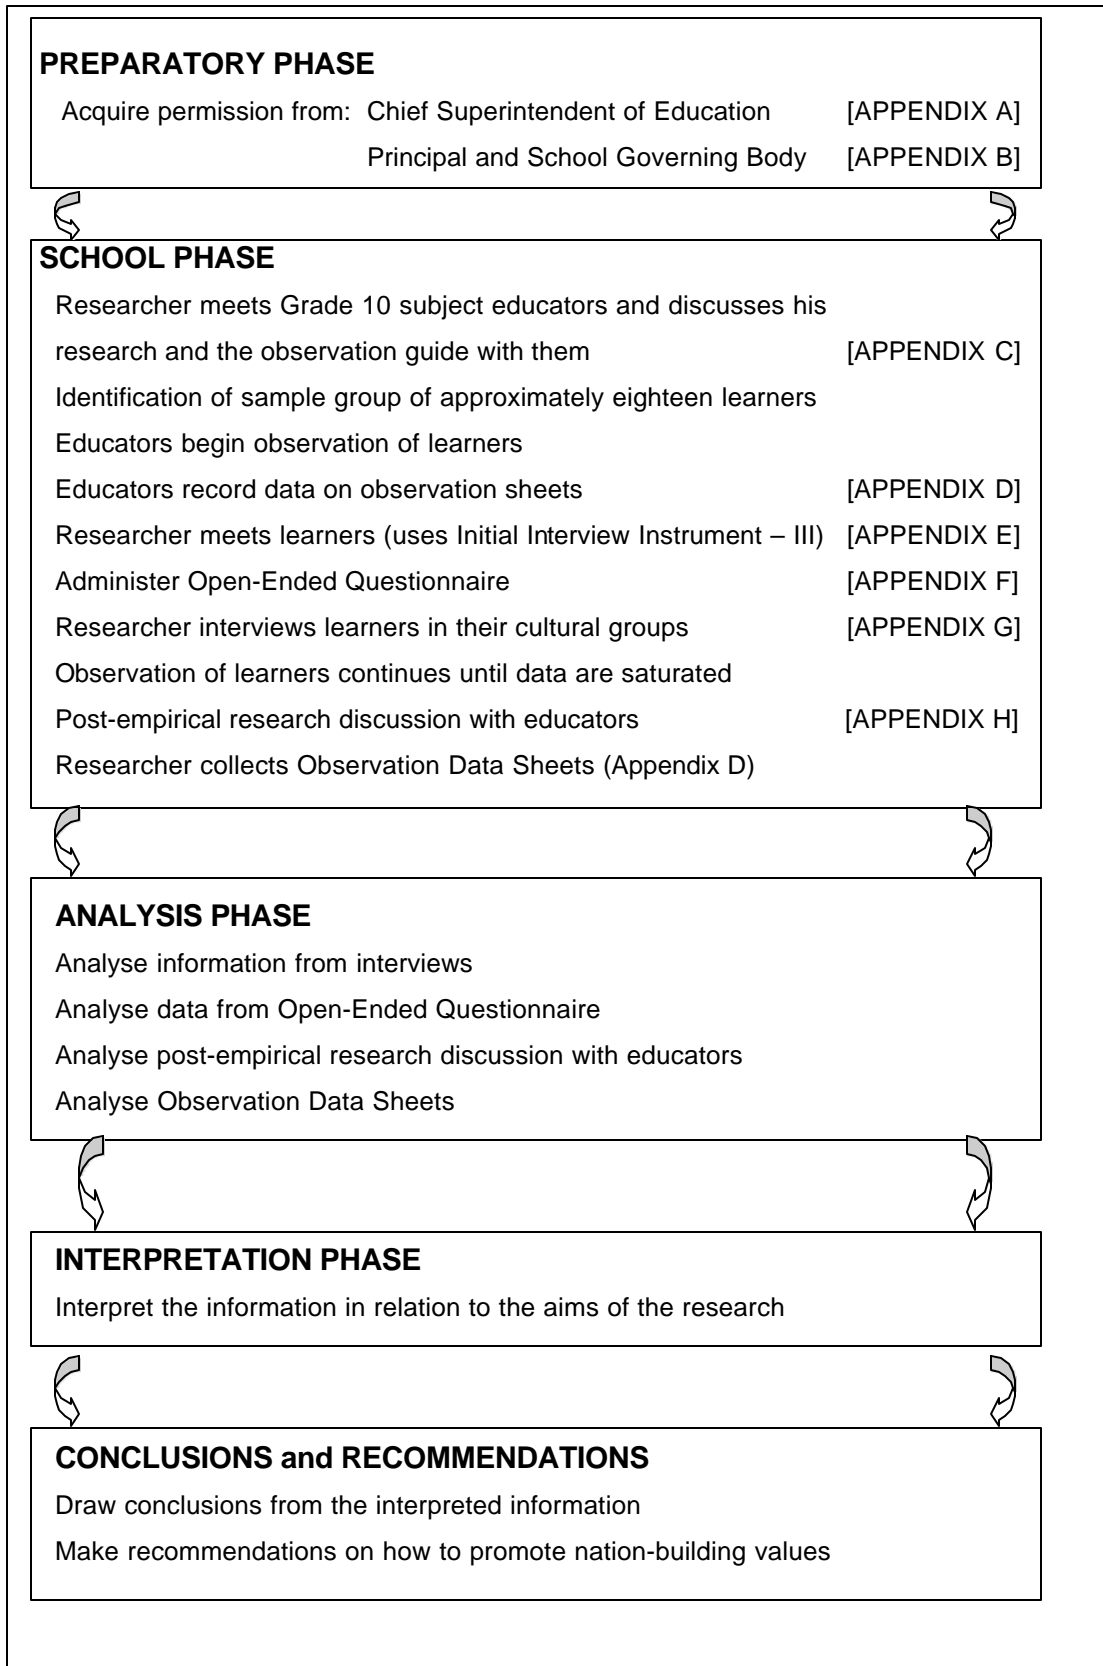 PREPARATORY PHASE
Acquire permission from: Chief Superintendent of Education [APPENDIX A]
Principal and School Governing Body [APPENDIX B]
SCHOOL PHASE
Researcher meets Grade 10 subject educators and discusses his
research and the observation guide with them [APPENDIX C]
Identification of sample group of approximately eighteen learners
Educators begin observation of learners
Educators record data on observation sheets [APPENDIX D]
Researcher meets learners (uses Initial Interview Instrument – III) [APPENDIX E]
Administer Open-Ended Questionnaire [APPENDIX F]
Researcher interviews learners in their cultural groups [APPENDIX G]
Observation of learners continues until data are saturated
Post-empirical research discussion with educators [APPENDIX H]
Researcher collects Observation Data Sheets (Appendix D)
ANALYSIS PHASE
Analyse information from interviews
Analyse data from Open-Ended Questionnaire
Analyse post-empirical research discussion with educators
Analyse Observation Data Sheets
INTERPRETATION PHASE
Interpret the information in relation to the aims of the research
CONCLUSIONS and RECOMMENDATIONS
Draw conclusions from the interpreted information
Make recommendations on how to promote nation-building values